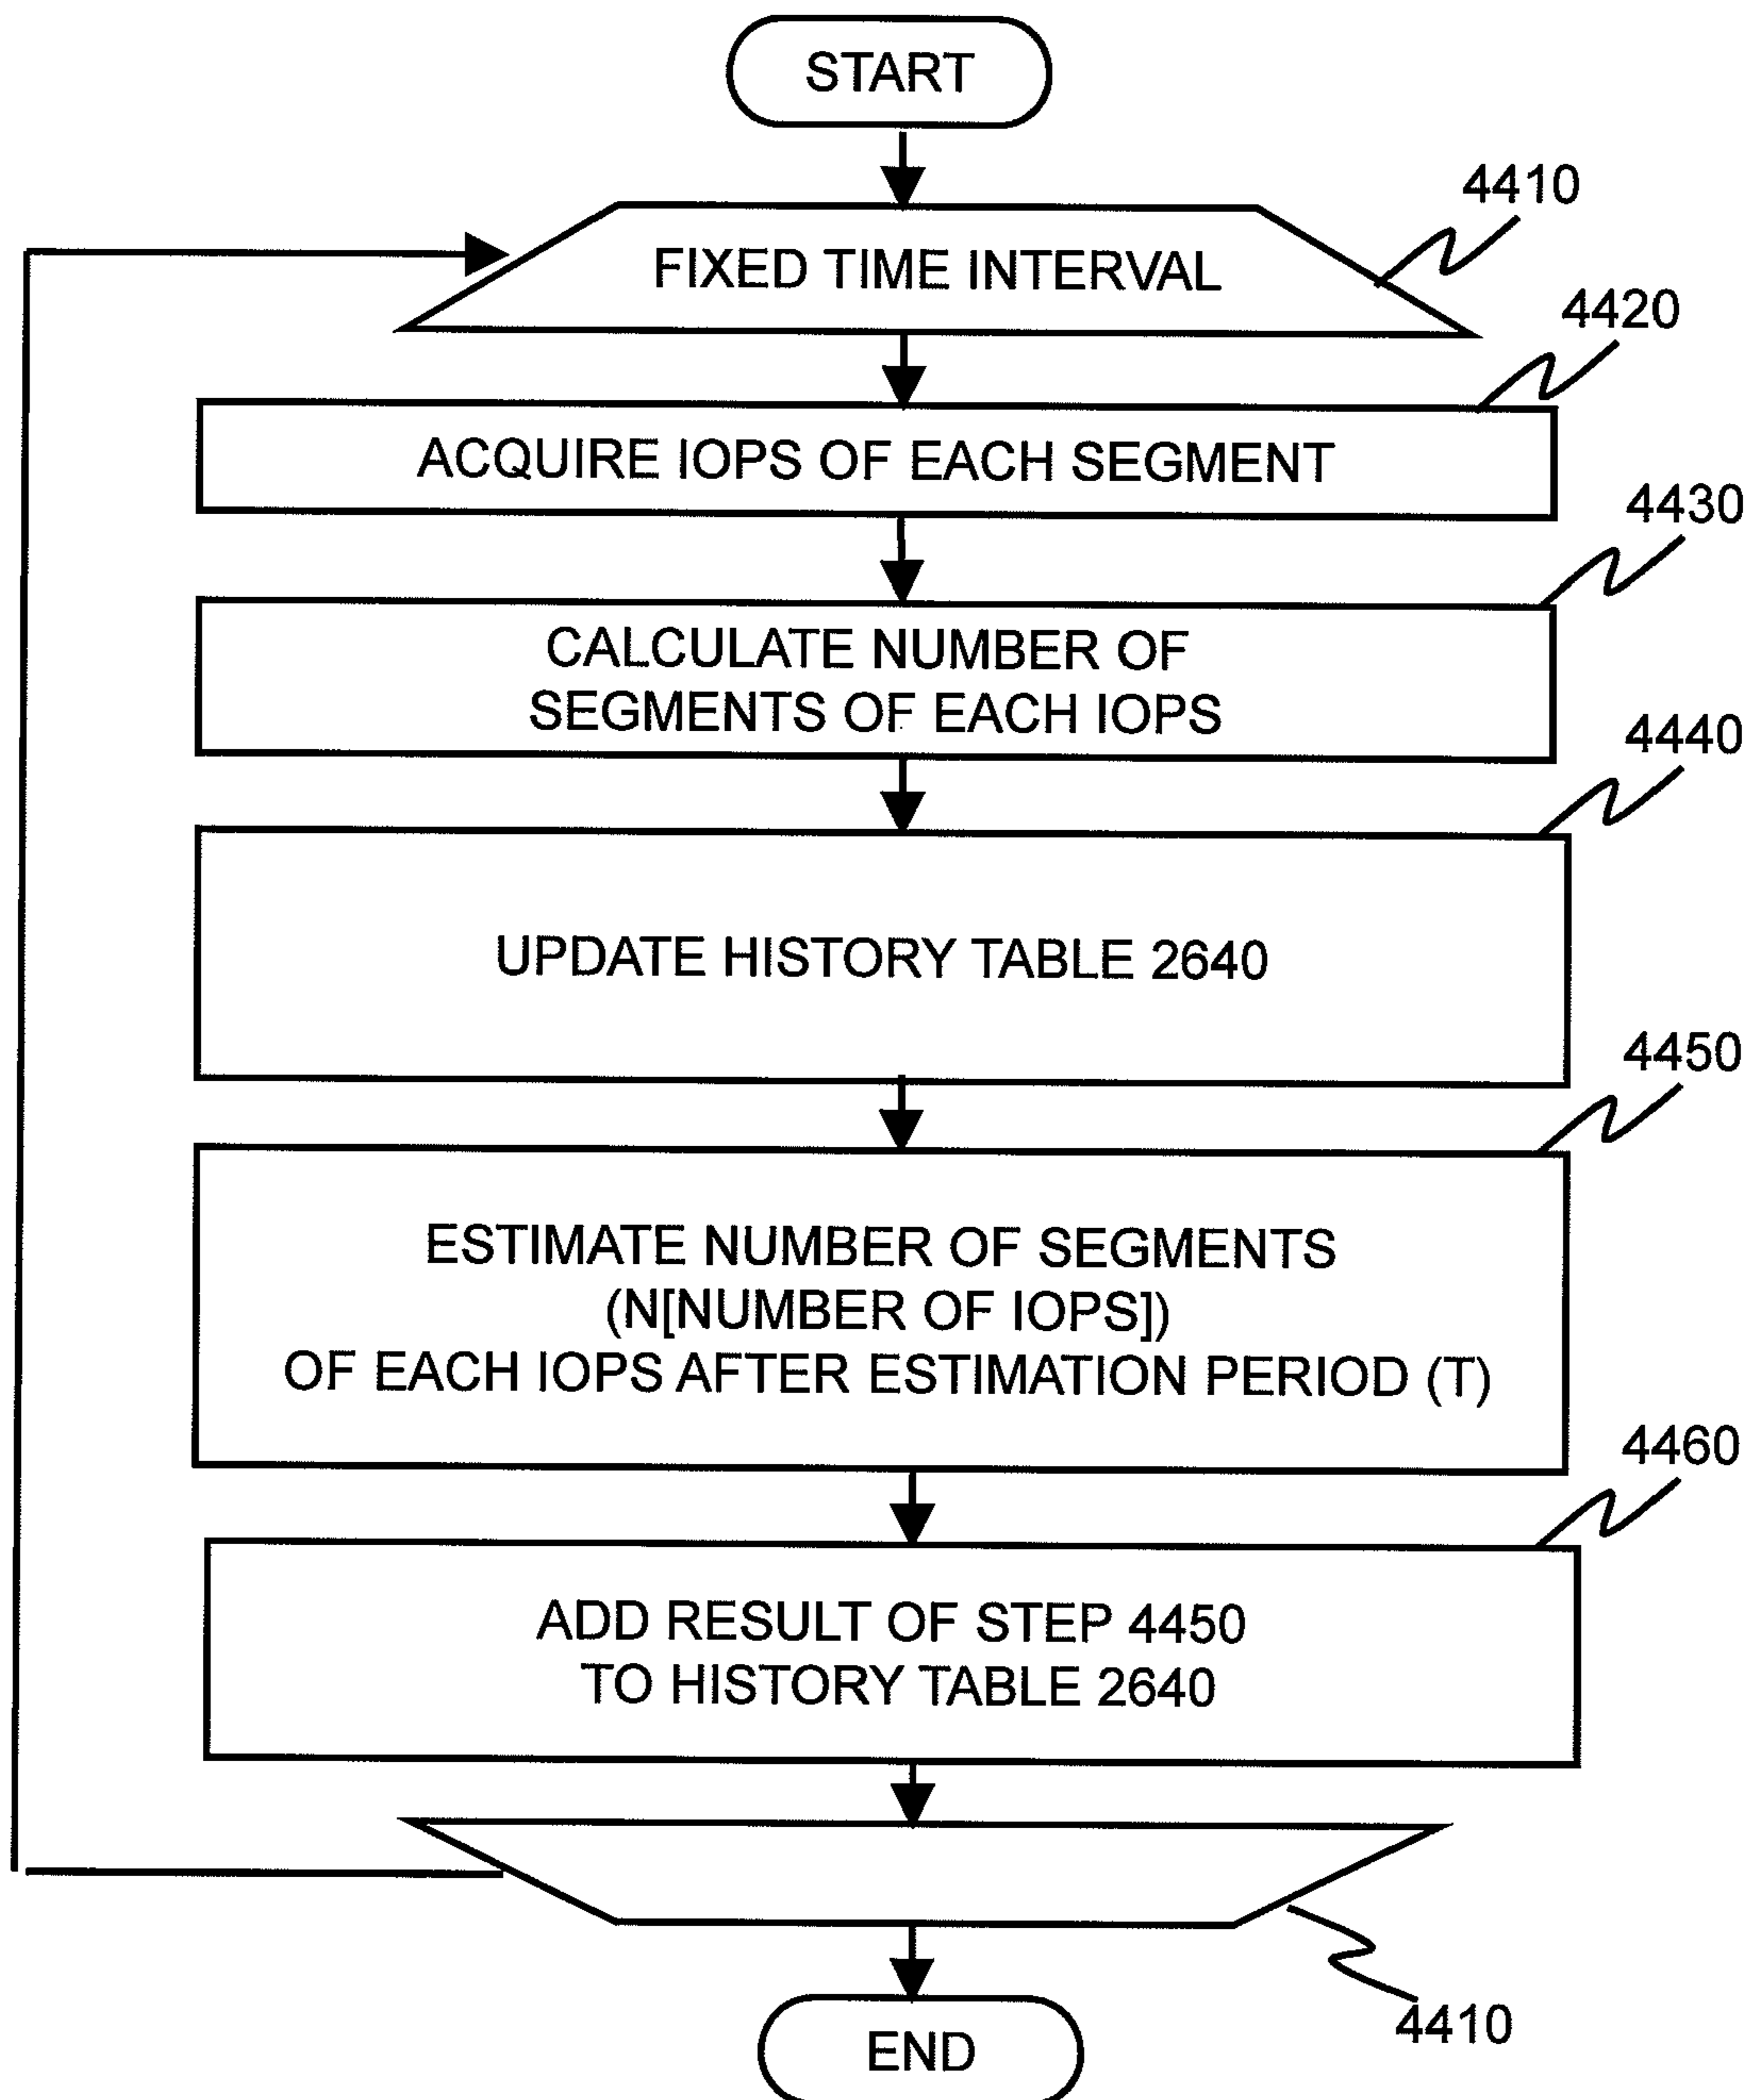 START
4410
FIXED TIME INTERVAL
4420
ACQUIRE IOPS OF EACH SEGMENT
4430
CALCULATE NUMBER OF
SEGMENTS OF EACH IOPS
4440
UPDATE HISTORY TABLE 2640
4450
ESTIMATE NUMBER OF SEGMENTS
(N[NUMBER OF IOPS])
OF EACH IOPS AFTER ESTIMATION PERIOD (T)
4460
ADD RESULT OF STEP 4450
TO HISTORY TABLE 2640
4410
END